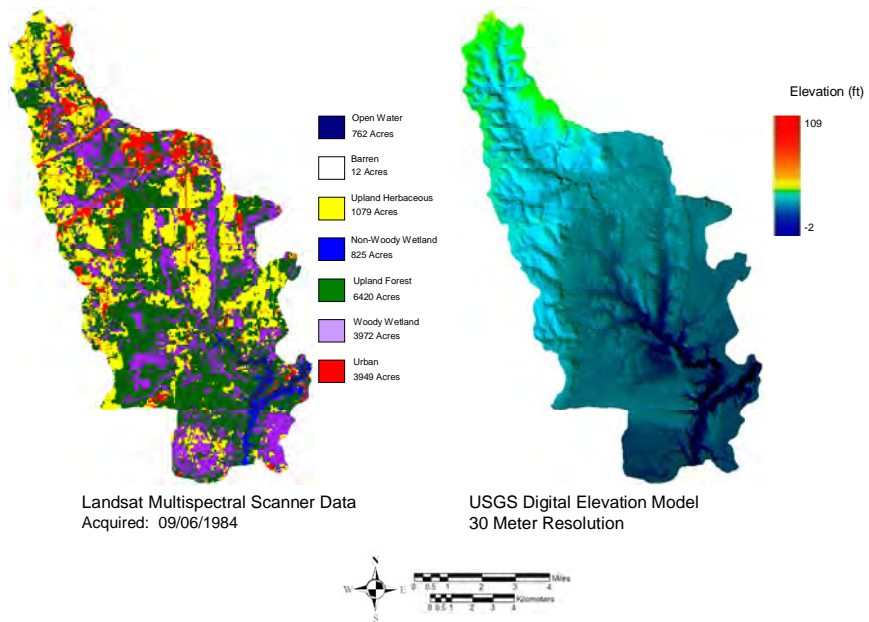 Open Water
762 Acres
Barren
12 Acres
Upland Herbaceous
1079 Acres
Non-Woody Wetland
825 Acres
Upland Forest
6420 Acres
Woody Wetland
3972 Acres
Urban
3949 Acres
Elevation (ft)
109
-2
Landsat Multispectral Scanner Data
Acquired: 09/06/1984
USGS Digital Elevation Model
30 Meter Resolution
N
W E
S
Miles
0 0.5 1 2 3 4
Kilometers
0 0.5 1 2 3 4